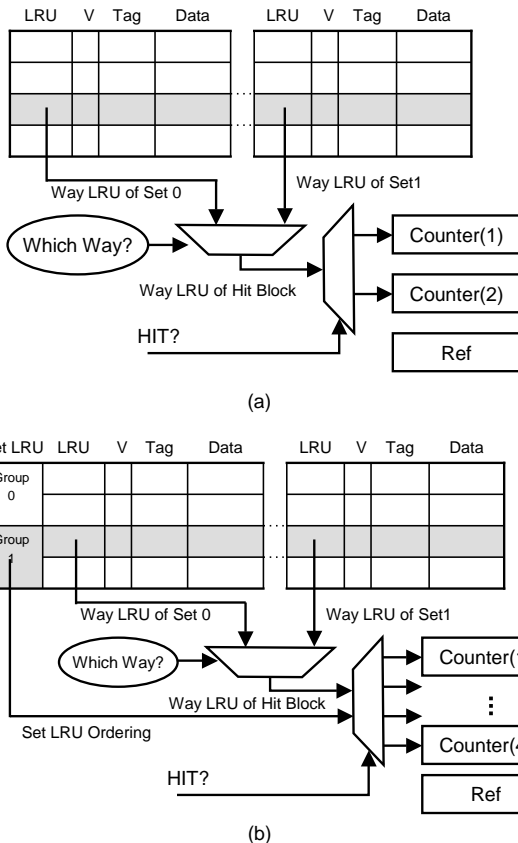 LRU V Tag Data LRU V Tag Data
Way LRU of Set 0
Way LRU of Set1
Which Way?
Counter(1)
Way LRU of Hit Block
Counter(2)
HIT?
Ref
(a)
LRU LRU V Tag Data LRU V Tag Data
0
1
Way LRU of Set 0
Way LRU of Set1
Which Way?
Counter(
Way LRU of Hit Block
Set LRU Ordering
Counter(
HIT?
Ref
(b)